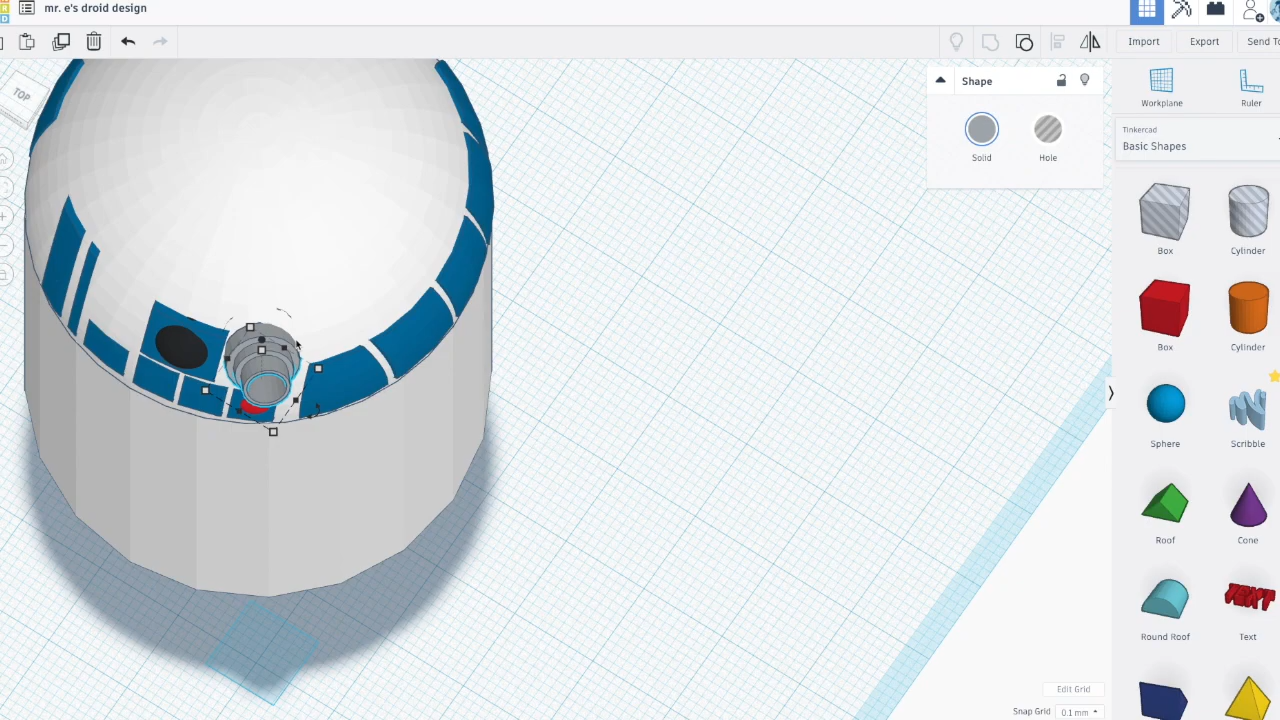 mr. e's droid design
Import
Export
Send To
TOP
Shape
Solid
Hole
Workplane
Ruler
Tinkercad
Basic Shapes
Box
Cylinder
Box
Cylinder
Sphere
Scribble
Roof
Cone
Round Roof
Text
TEXT
Edit Grid
Snap Grid
0.1 mm